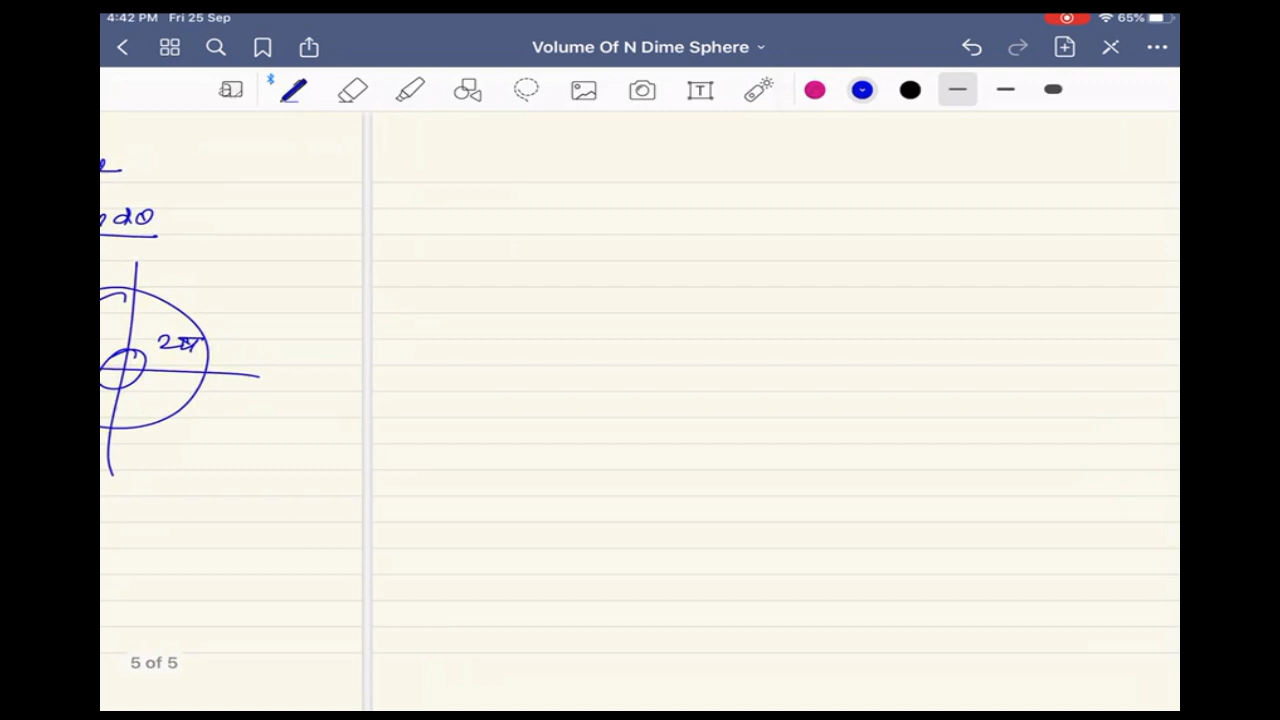 4:42 PM Fri 25 Sep
65%
Volume Of N Dime Sphere
T
dθ
2π
5 of 5